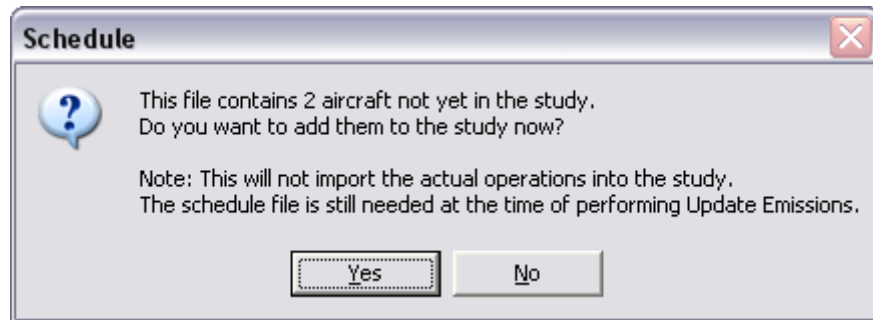 Schedule
This file contains 2 aircraft not yet in the study.
Do you want to add them to the study now?
Note: This will not import the actual operations into the study.
The schedule file is still needed at the time of performing Update Emissions.
Yes
No